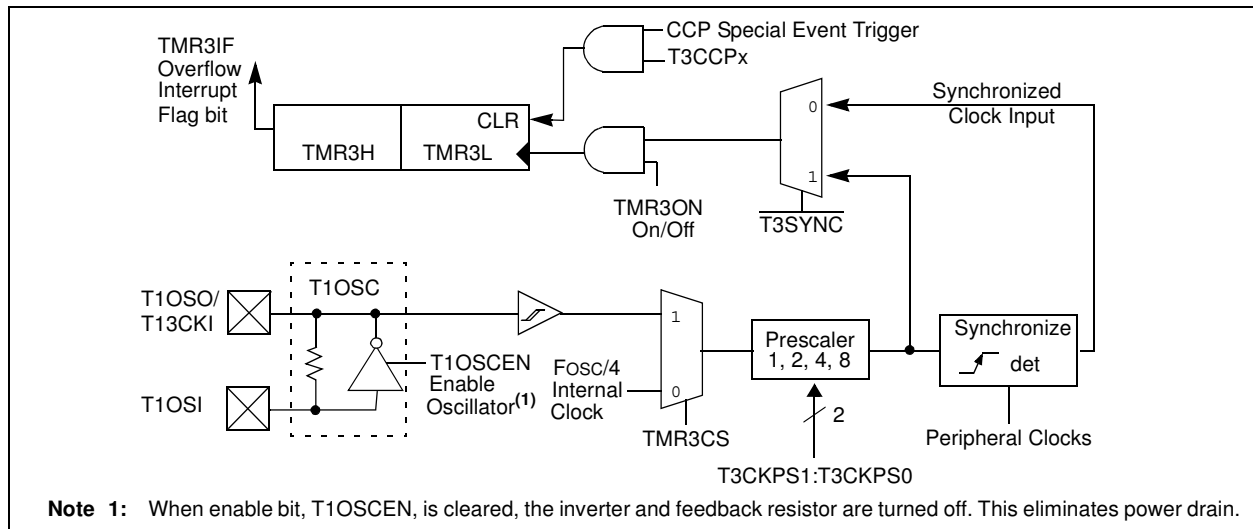 CCP Special Event Trigger
T3CCPx
TMR3IF
Overflow
Interrupt
Flag bit
CLR
TMR3H
TMR3L
TMR3ON
On/Off
0
1
T3SYNC
Synchronized
Clock Input
T1OSO/
T13CKI
T1OSI
T1OSC
T1OSCEN
Enable
Oscillator(1)
FOSC/4
Internal
Clock
1
0
TMR3CS
Prescaler
1, 2, 4, 8
2
T3CKPS1:T3CKPS0
Synchronize
det
Peripheral Clocks
Note 1: When enable bit, T1OSCEN, is cleared, the inverter and feedback resistor are turned off. This eliminates power drain.